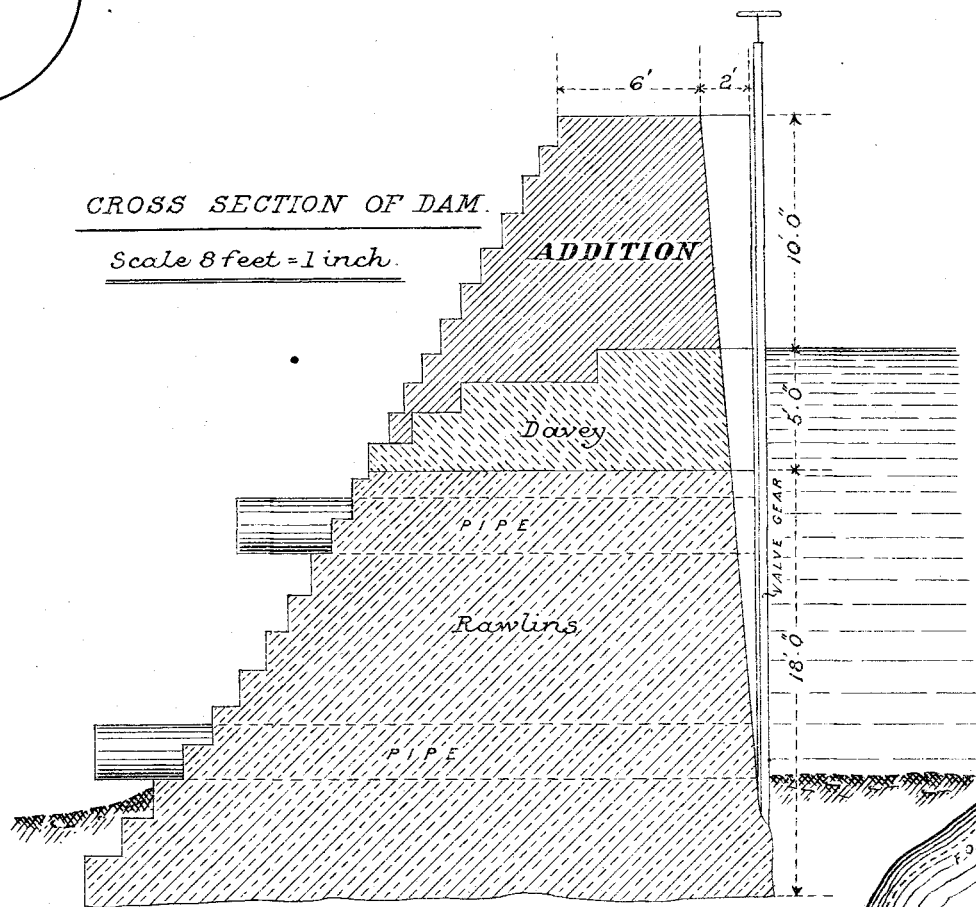 6' 2'
CROSS SECTION OF DAM.
Scale 8 feet = 1 inch.
ADDITION
10'.0"
Davey
5'.0"
PIPE
VALVE GEAR
Rawlins
18'.0"
PIPE